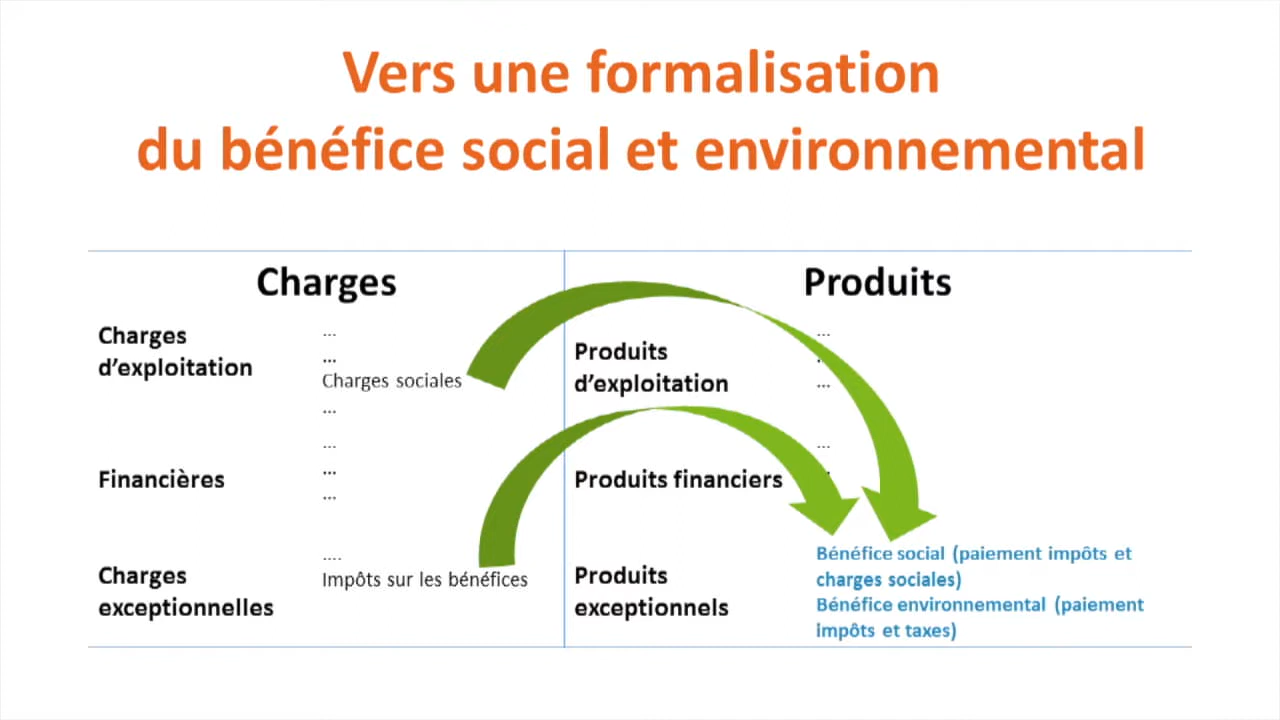 Vers une formalisation
du bénéfice social et environnemental
Charges
Produits
Charges
d’exploitation
...
...
Charges sociales
...
Produits
d’exploitation
...
...
Financières
...
...
...
Produits financiers
...
Charges
exceptionnelles
....
Impôts sur les bénéfices
Produits
exceptionnels
Bénéfice social (paiement impôts et
charges sociales)
Bénéfice environnemental (paiement
impôts et taxes)